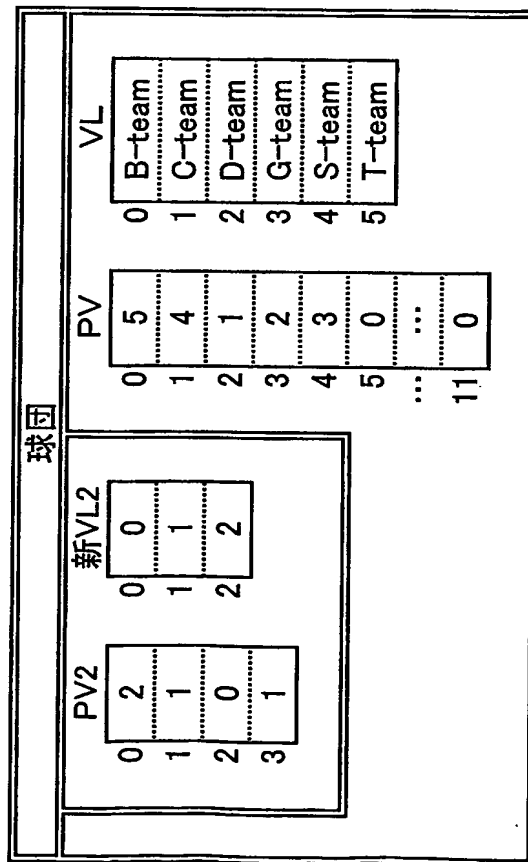 球団
PV2
0 2
1 1
2 0
3 1
新VL2
0 0
1 1
2 2
PV
0 5
1 4
2 1
3 2
4 3
5 0
... ...
11 0
VL
0 B-team
1 C-team
2 D-team
3 G-team
4 S-team
5 T-team